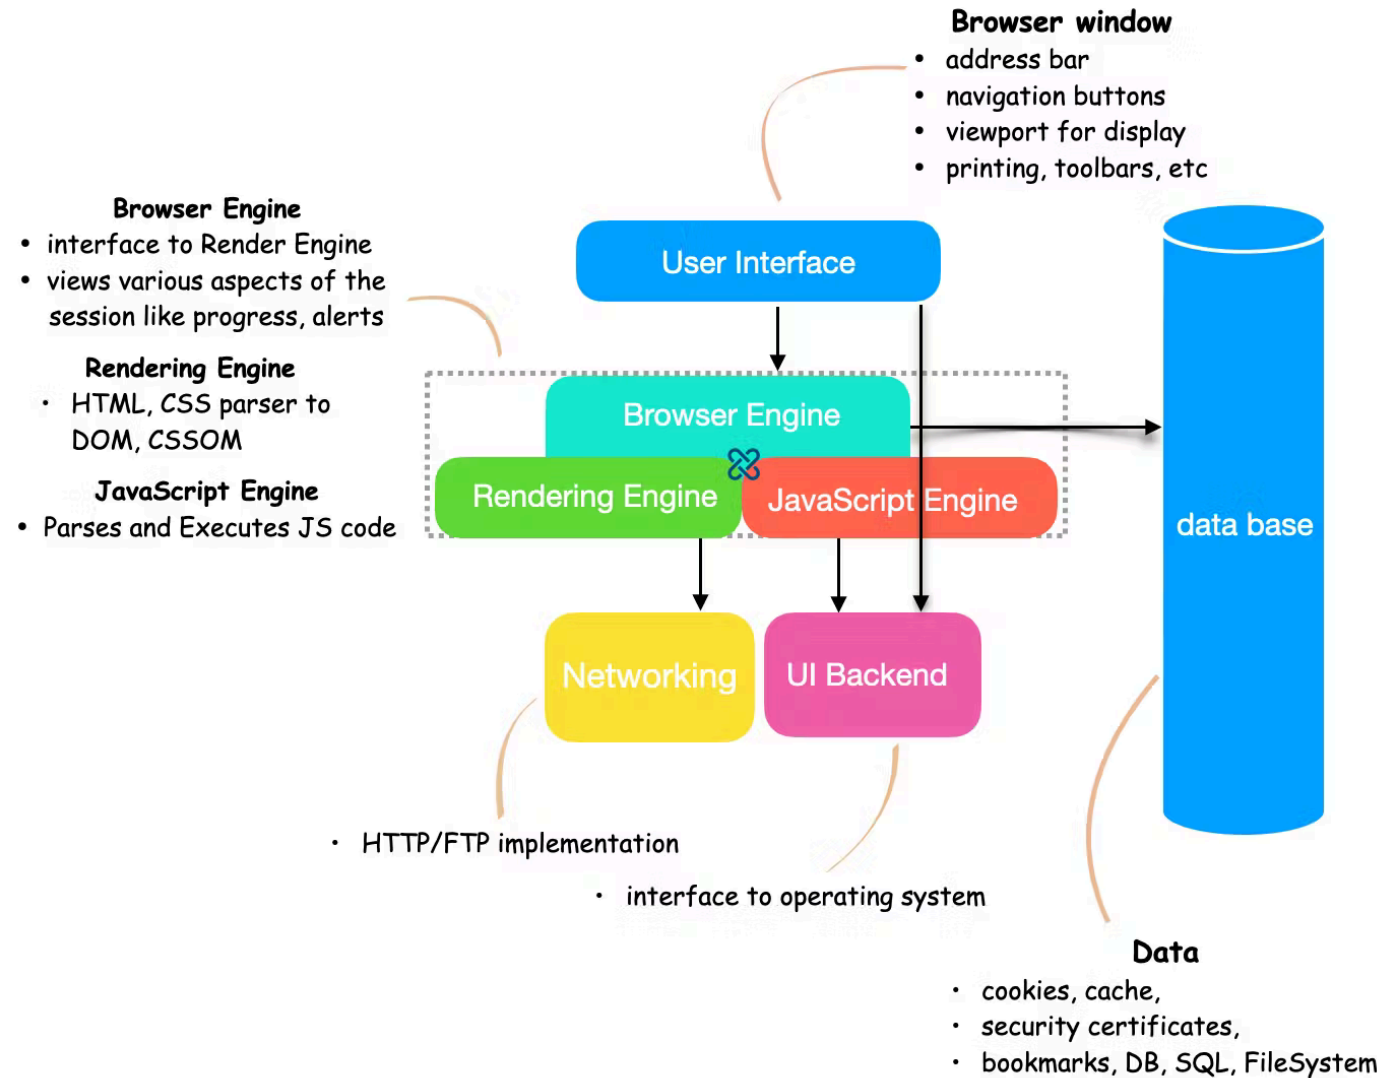 Browser window
• address bar
• navigation buttons
• viewport for display
• printing, toolbars, etc
Browser Engine
• interface to Render Engine
• views various aspects of the
session like progress, alerts
Rendering Engine
• HTML, CSS parser to
DOM, CSSOM
JavaScript Engine
• Parses and Executes JS code
User Interface
Browser Engine
Rendering Engine
JavaScript Engine
data base
Networking
UI Backend
• HTTP/FTP implementation
• interface to operating system
Data
• cookies, cache,
• security certificates,
• bookmarks, DB, SQL, FileSystem